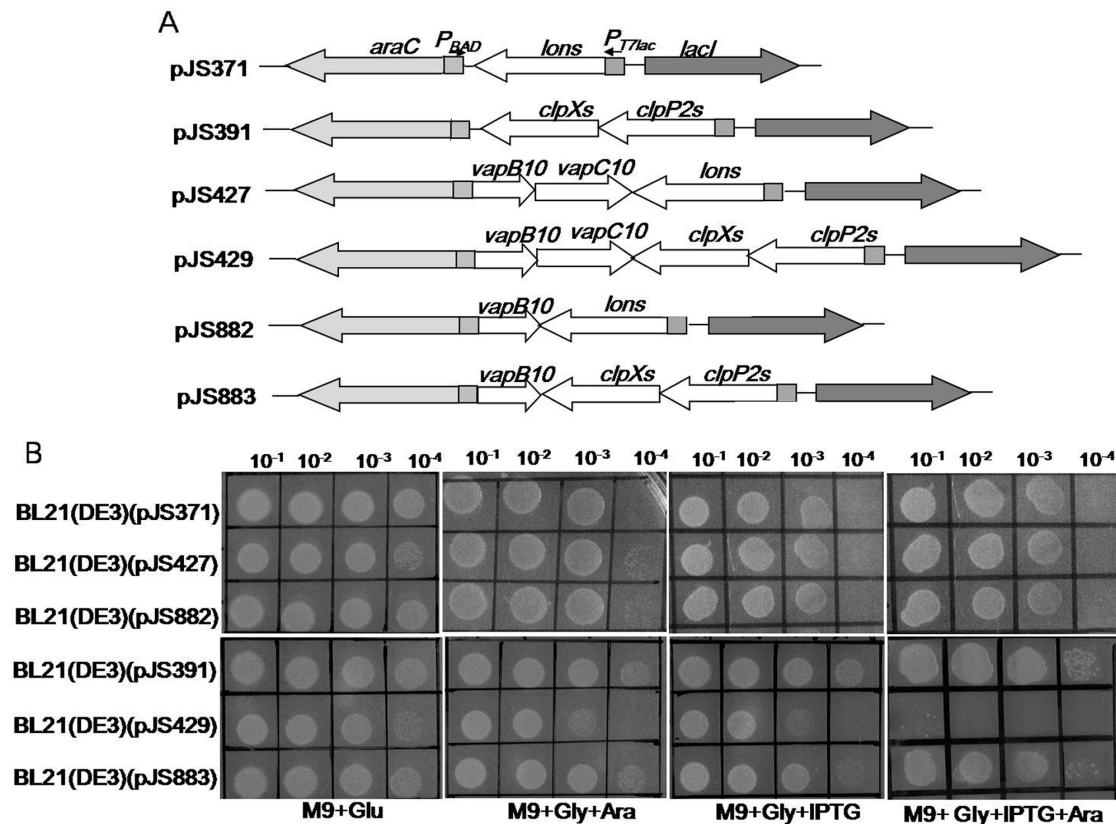 A
araC P_BAD lons P_T7lac lacI
pJS371
clpXs clpP2s
pJS391
vapB10 vapC10 lons
pJS427
vapB10 vapC10 clpXs clpP2s
pJS429
vapB10 lons
pJS882
vapB10 clpXs clpP2s
pJS883
B
10⁻¹ 10⁻² 10⁻³ 10⁻⁴ 10⁻¹ 10⁻² 10⁻³ 10⁻⁴ 10⁻¹ 10⁻² 10⁻³ 10⁻⁴ 10⁻¹ 10⁻² 10⁻³ 10⁻⁴
BL21(DE3)(pJS371)
BL21(DE3)(pJS427)
BL21(DE3)(pJS882)
BL21(DE3)(pJS391)
BL21(DE3)(pJS429)
BL21(DE3)(pJS883)
M9+Glu M9+Gly+Ara M9+Gly+IPTG M9+ Gly+IPTG+Ara